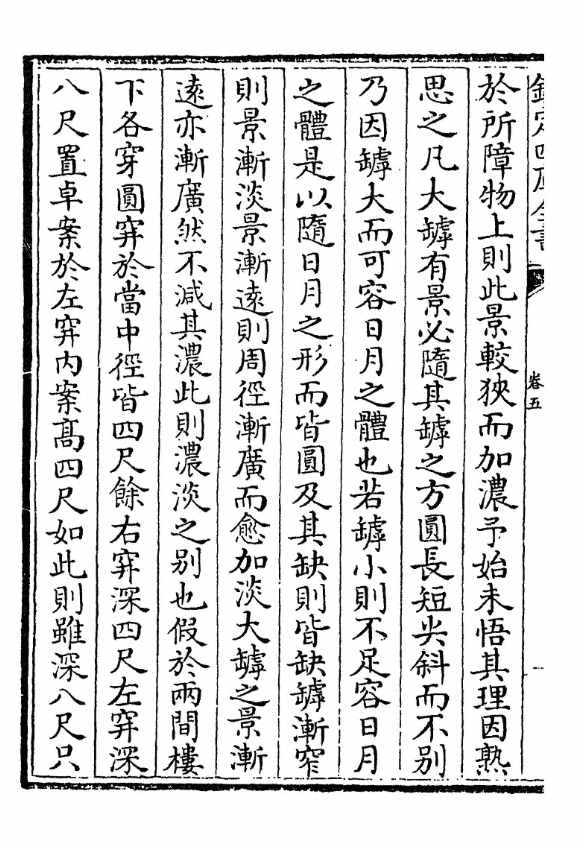 欽定四庫全書
卷五
於所障物上則此景較狹而加濃予始未悟其理因熟
思之凡大罅有景必隨其罅之方圓長短尖斜而不别
乃因罅大而可容日月之體也若罅小則不足容日月
之體是以隨日月之形而皆圓及其缺則皆缺罅漸窄
則景漸淡景漸遠則周徑漸廣而愈加淡大罅之景漸
遠亦漸廣然不減其濃此則濃淡之别也假於兩間樓
下各穿圓穽於當中徑皆四尺餘右穽深四尺左穽深
八尺置卓案於左穽内案髙四尺如此則雖深八尺只